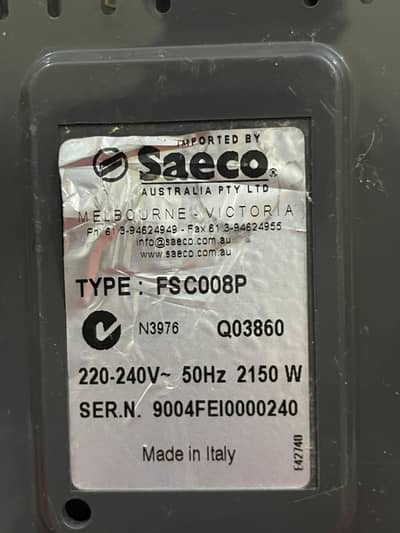 IMPORTED BY
Saeco®
AUSTRALIA PTY LTD
MELBOURNE - VICTORIA
Ph 61 3-94624949 - Fax 61 3-94624955
info@saeco.com.au
www.saeco.com.au
TYPE : FSC008P
N3976 Q03860
220-240V~ 50Hz 2150 W
SER.N. 9004FEI0000240
Made in Italy
E42740